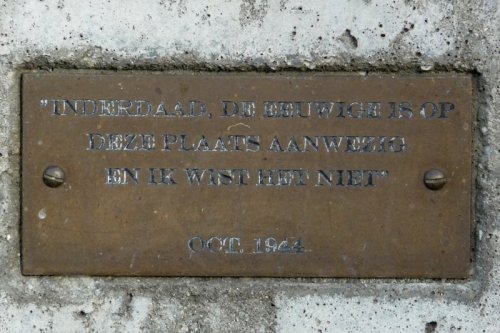 "INDERDAAD, DE EEUWIGE IS OP
DEZE PLAATS AANWEZIG
EN IK WIST HET NIET"
OCT. 1944